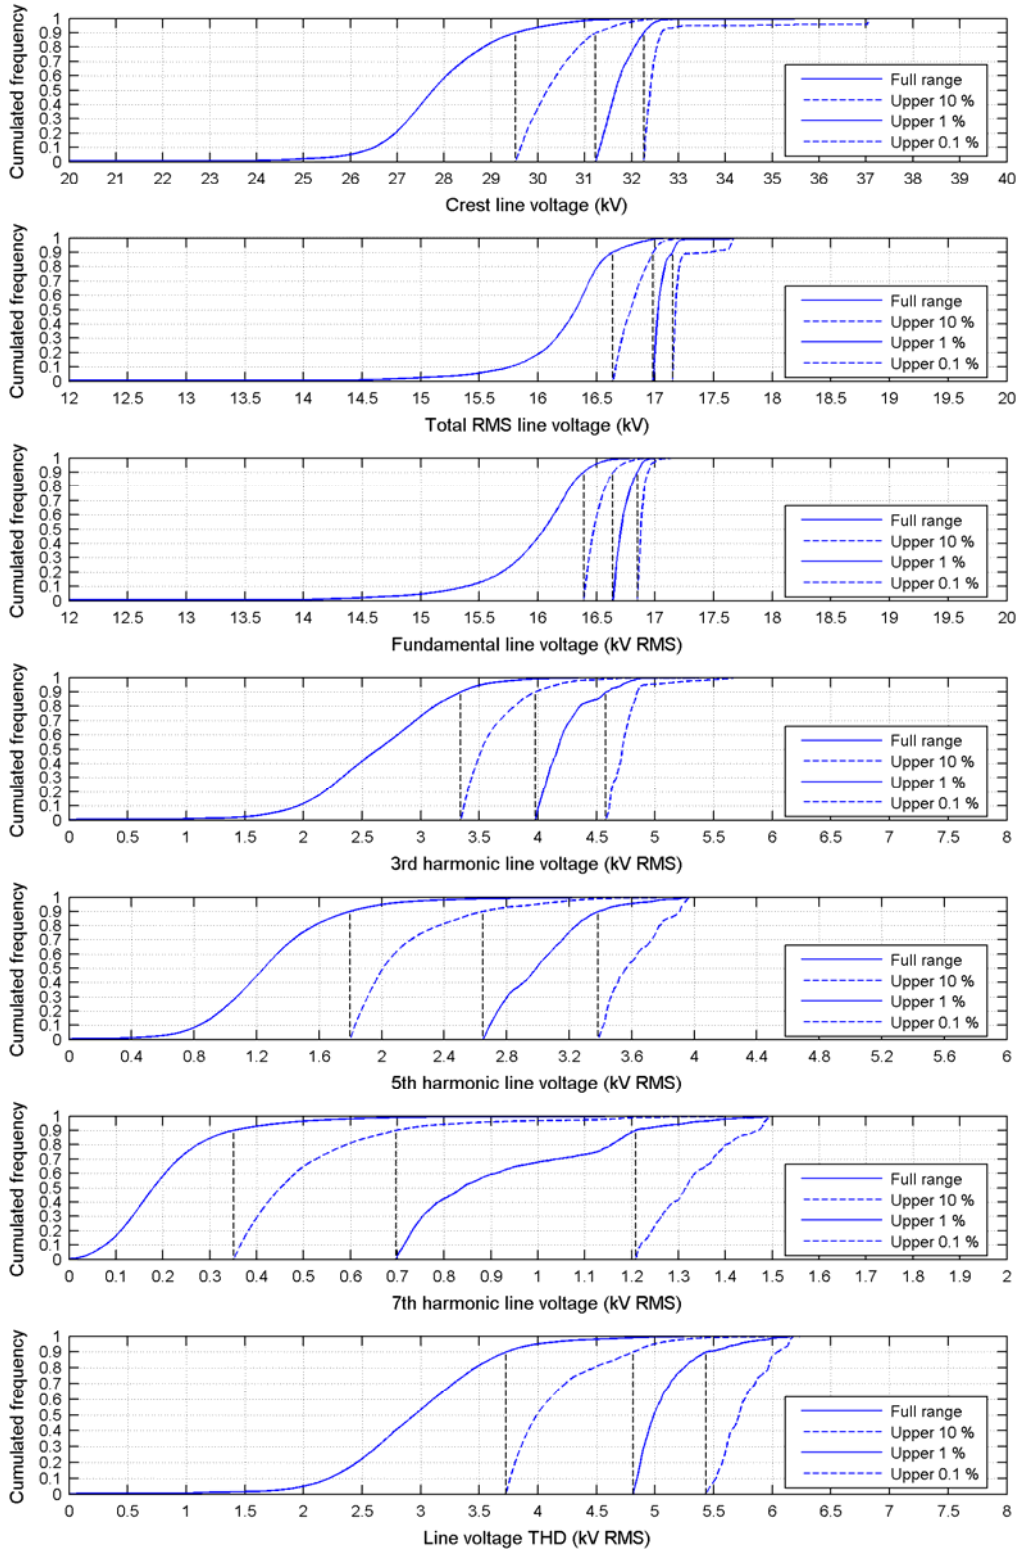 Cumulated frequency
1
0.9
0.8
0.7
0.6
0.5
0.4
0.3
0.2
0.1
0
20 21 22 23 24 25 26 27 28 29 30 31 32 33 34 35 36 37 38 39 40
Crest line voltage (kV)
Full range
Upper 10 %
Upper 1 %
Upper 0.1 %
Cumulated frequency
1
0.9
0.8
0.7
0.6
0.5
0.4
0.3
0.2
0.1
0
12 12.5 13 13.5 14 14.5 15 15.5 16 16.5 17 17.5 18 18.5 19 19.5 20
Total RMS line voltage (kV)
Full range
Upper 10 %
Upper 1 %
Upper 0.1 %
Cumulated frequency
1
0.9
0.8
0.7
0.6
0.5
0.4
0.3
0.2
0.1
0
12 12.5 13 13.5 14 14.5 15 15.5 16 16.5 17 17.5 18 18.5 19 19.5 20
Fundamental line voltage (kV RMS)
Full range
Upper 10 %
Upper 1 %
Upper 0.1 %
Cumulated frequency
1
0.9
0.8
0.7
0.6
0.5
0.4
0.3
0.2
0.1
0
0 0.5 1 1.5 2 2.5 3 3.5 4 4.5 5 5.5 6 6.5 7 7.5 8
3rd harmonic line voltage (kV RMS)
Full range
Upper 10 %
Upper 1 %
Upper 0.1 %
Cumulated frequency
1
0.9
0.8
0.7
0.6
0.5
0.4
0.3
0.2
0.1
0
0 0.4 0.8 1.2 1.6 2 2.4 2.8 3.2 3.6 4 4.4 4.8 5.2 5.6 6
5th harmonic line voltage (kV RMS)
Full range
Upper 10 %
Upper 1 %
Upper 0.1 %
Cumulated frequency
1
0.9
0.8
0.7
0.6
0.5
0.4
0.3
0.2
0.1
0
0 0.1 0.2 0.3 0.4 0.5 0.6 0.7 0.8 0.9 1 1.1 1.2 1.3 1.4 1.5 1.6 1.7 1.8 1.9 2
7th harmonic line voltage (kV RMS)
Full range
Upper 10 %
Upper 1 %
Upper 0.1 %
Cumulated frequency
1
0.9
0.8
0.7
0.6
0.5
0.4
0.3
0.2
0.1
0
0 0.5 1 1.5 2 2.5 3 3.5 4 4.5 5 5.5 6 6.5 7 7.5 8
Line voltage THD (kV RMS)
Full range
Upper 10 %
Upper 1 %
Upper 0.1 %